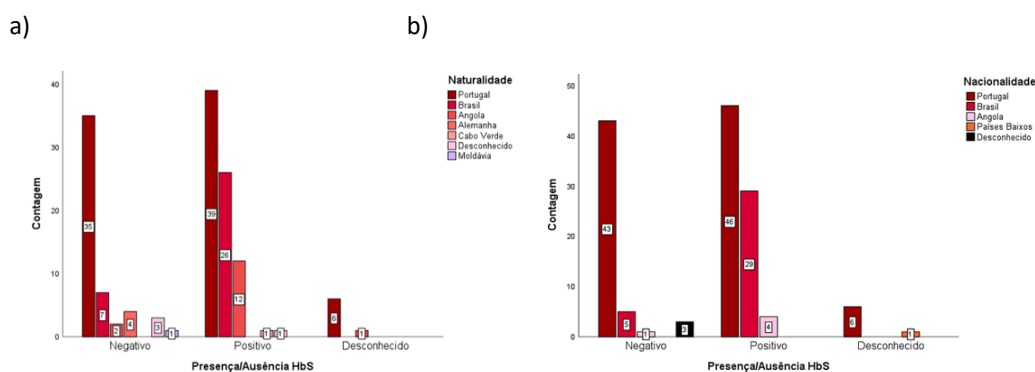 a)
b)
40
30
20
10
0
Contagem
35
7
2
4
3
1
39
26
12
1
1
6
1
Negativo
Positivo
Desconhecido
Presença/Ausência HbS
Naturalidade
Portugal
Brasil
Angola
Alemanha
Cabo Verde
Desconhecido
Moldávia
50
40
30
20
10
0
Contagem
43
5
1
3
46
29
4
6
1
Negativo
Positivo
Desconhecido
Presença/Ausência HbS
Nacionalidade
Portugal
Brasil
Angola
Países Baixos
Desconhecido